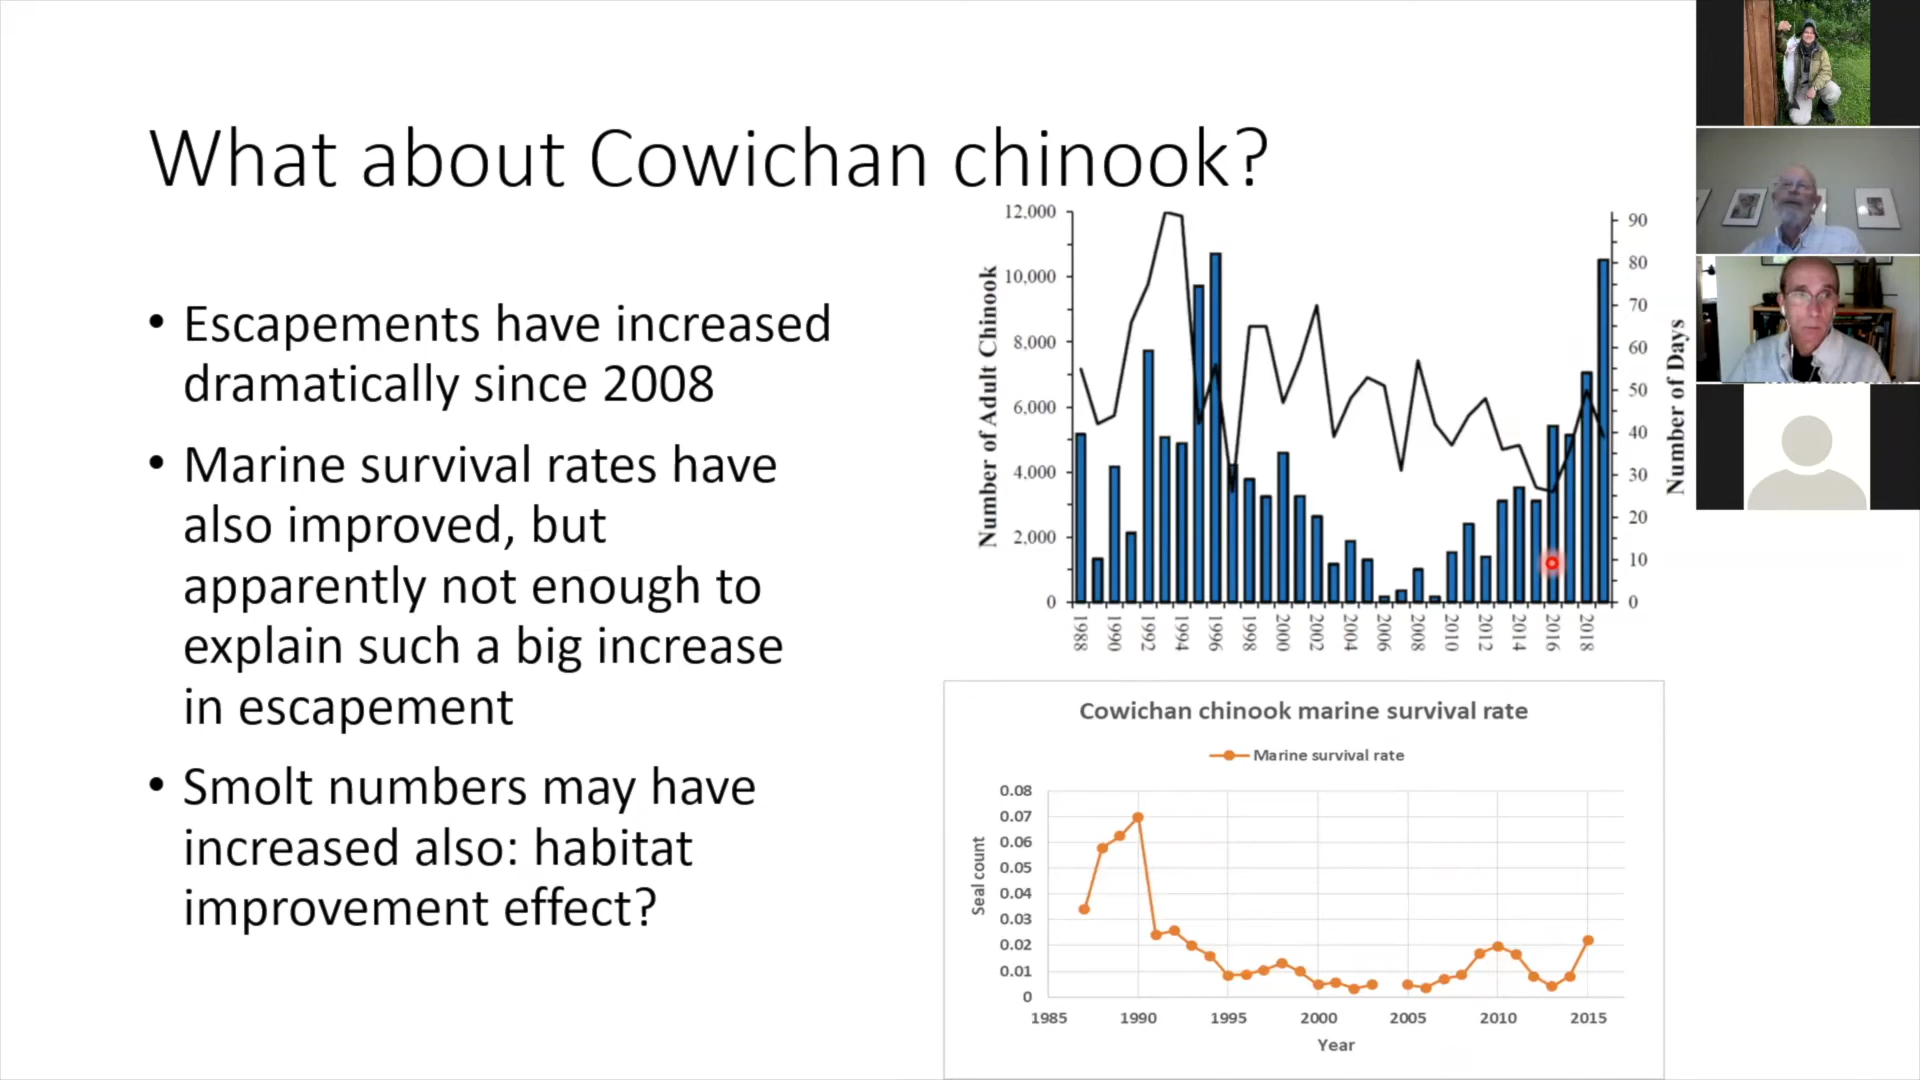 What about Cowichan chinook?
• Escapements have increased
dramatically since 2008
• Marine survival rates have
also improved, but
apparently not enough to
explain such a big increase
in escapement
• Smolt numbers may have
increased also: habitat
improvement effect?
Number of Adult Chinook
12,000
10,000
8,000
6,000
4,000
2,000
0
1988 1990 1992 1994 1996 1998 2000 2002 2004 2006 2008 2010 2012 2014 2016 2018
90
80
70
60
50
40
30
20
10
0
Number of Days
Cowichan chinook marine survival rate
Marine survival rate
Seal count
0.08
0.07
0.06
0.05
0.04
0.03
0.02
0.01
0
1985 1990 1995 2000 2005 2010 2015
Year